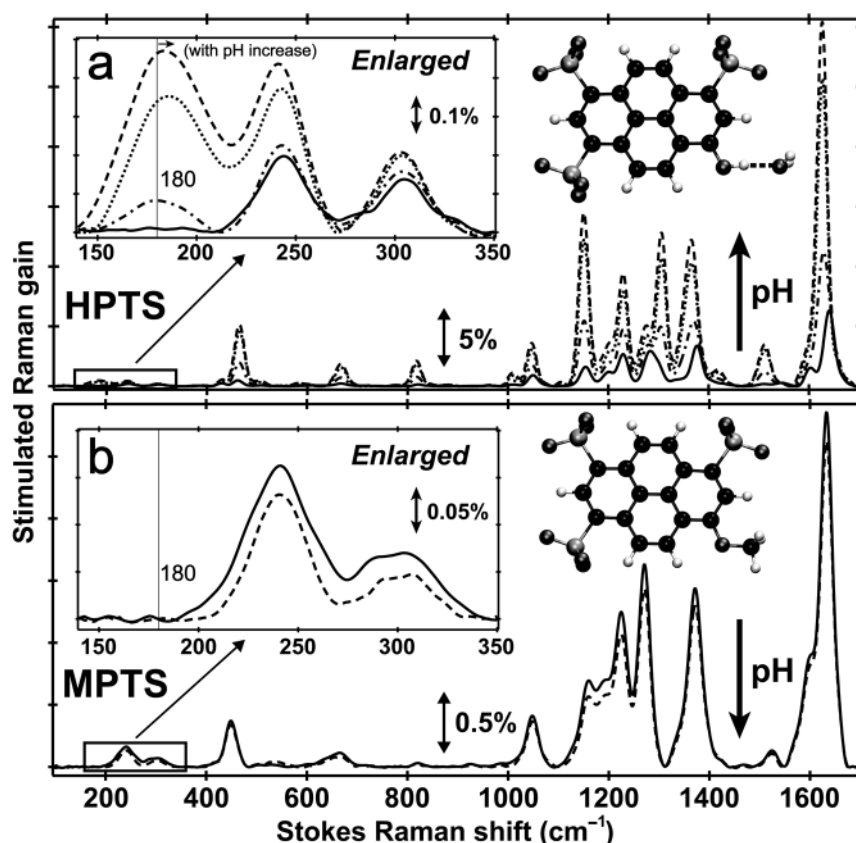 a
(with pH increase)
Enlarged
0.1%
180
150 200 250 300 350
HPTS
5%
pH
Stimulated Raman gain
b
Enlarged
0.05%
180
150 200 250 300 350
MPTS
0.5%
pH
200 400 600 800 1000 1200 1400 1600
Stokes Raman shift (cm⁻¹)